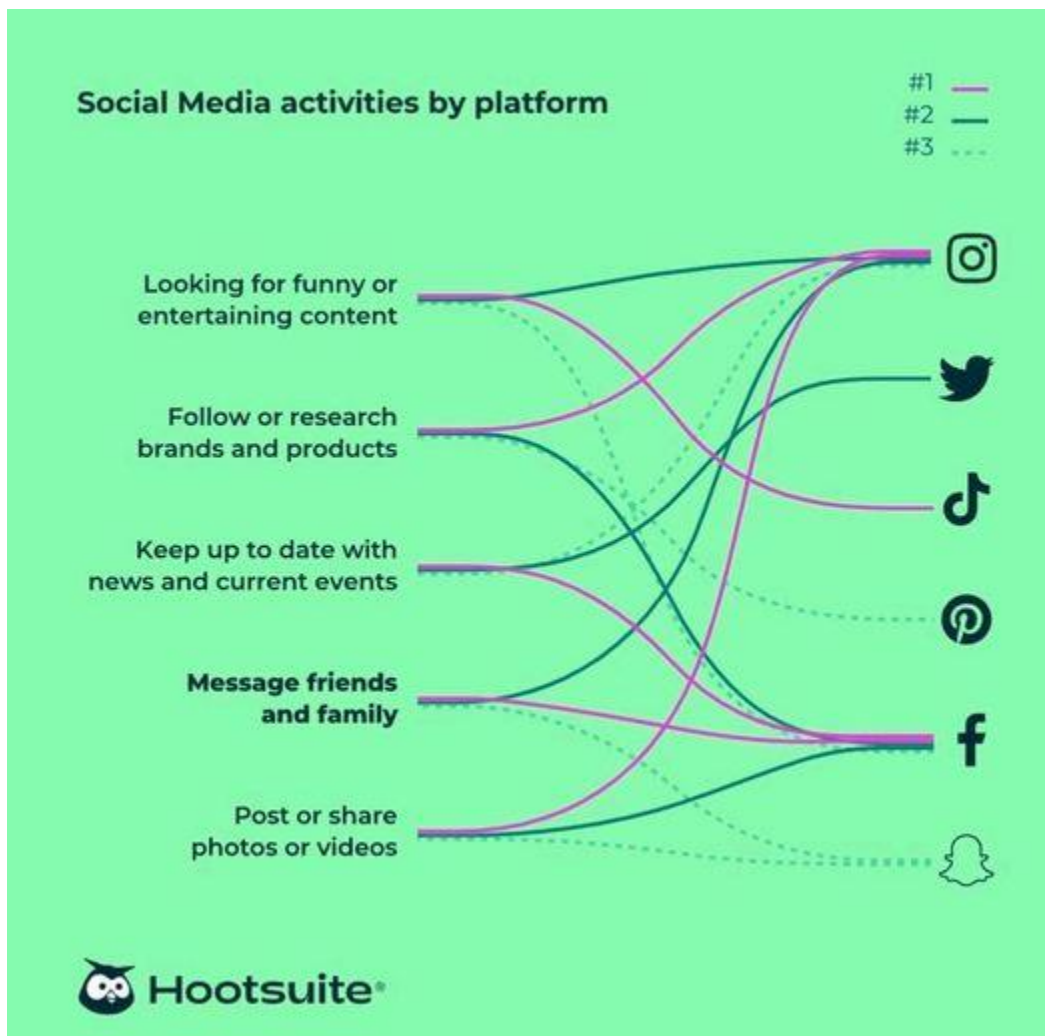 Social Media activities by platform
#1
#2
#3
Looking for funny or
entertaining content
Follow or research
brands and products
Keep up to date with
news and current events
Message friends
and family
Post or share
photos or videos
Hootsuite®